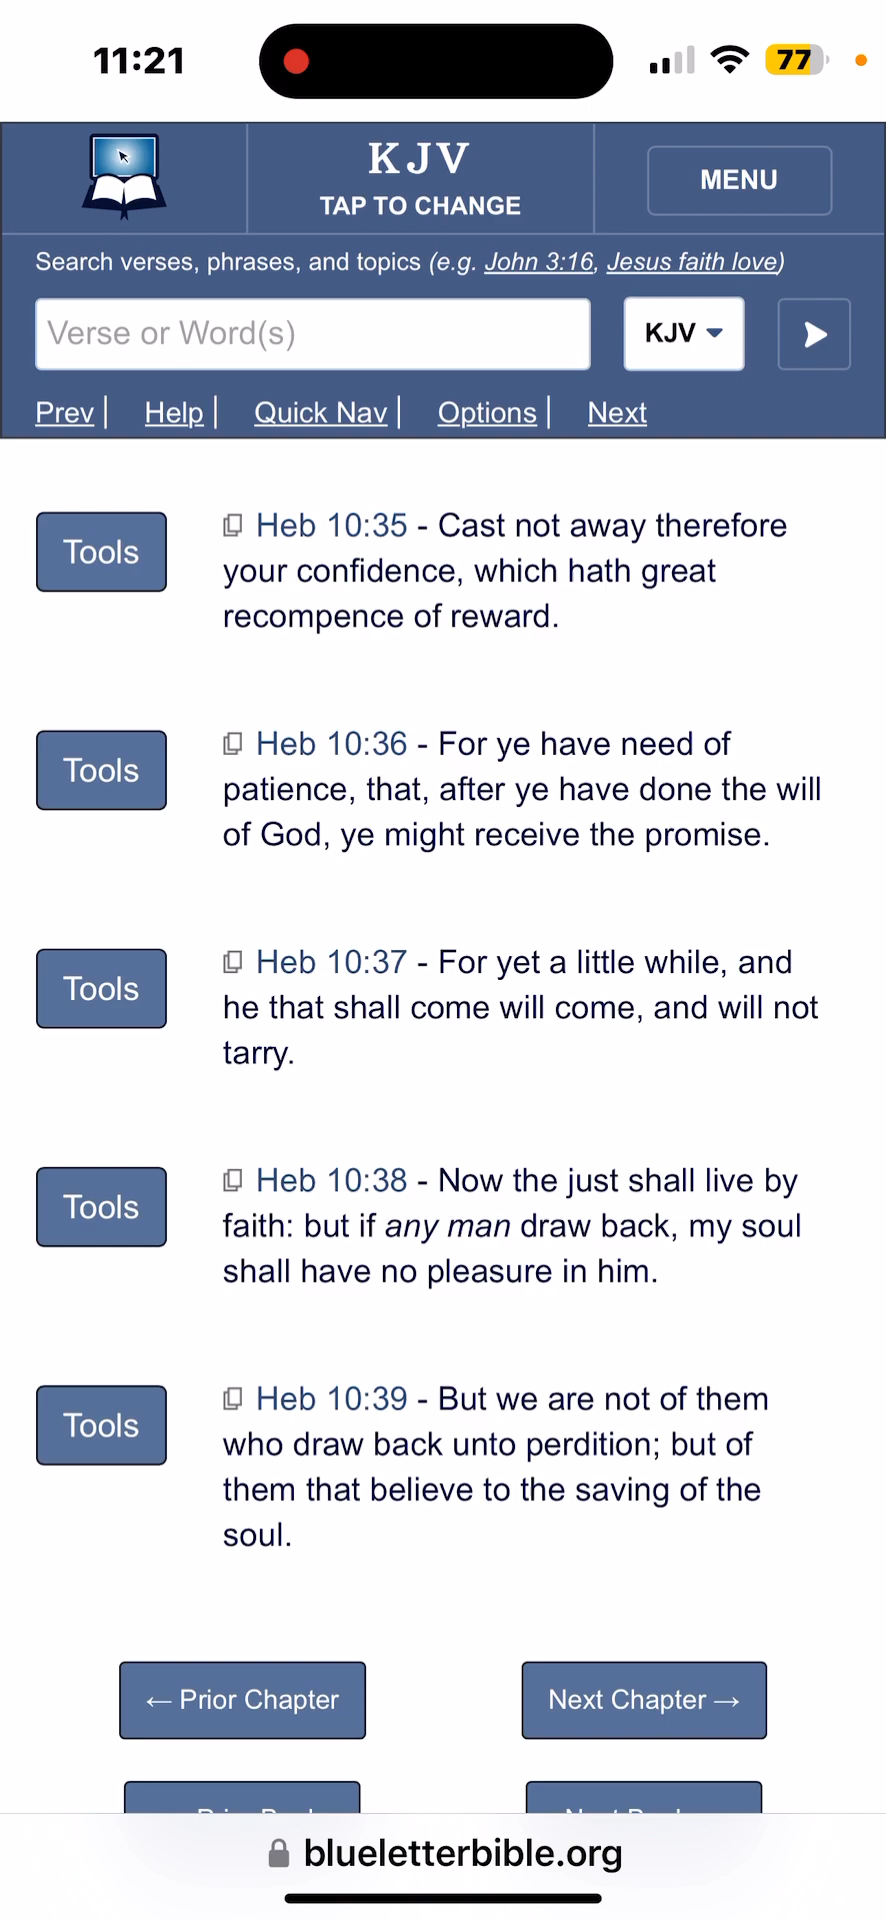 11:21
77
KJV
TAP TO CHANGE
MENU
Search verses, phrases, and topics (e.g. John 3:16, Jesus faith love)
Verse or Word(s)
KJV
Prev | Help | Quick Nav | Options | Next
Tools
Heb 10:35 - Cast not away therefore
your confidence, which hath great
recompence of reward.
Tools
Heb 10:36 - For ye have need of
patience, that, after ye have done the will
of God, ye might receive the promise.
Tools
Heb 10:37 - For yet a little while, and
he that shall come will come, and will not
tarry.
Tools
Heb 10:38 - Now the just shall live by
faith: but if any man draw back, my soul
shall have no pleasure in him.
Tools
Heb 10:39 - But we are not of them
who draw back unto perdition; but of
them that believe to the saving of the
soul.
← Prior Chapter
Next Chapter →
blueletterbible.org